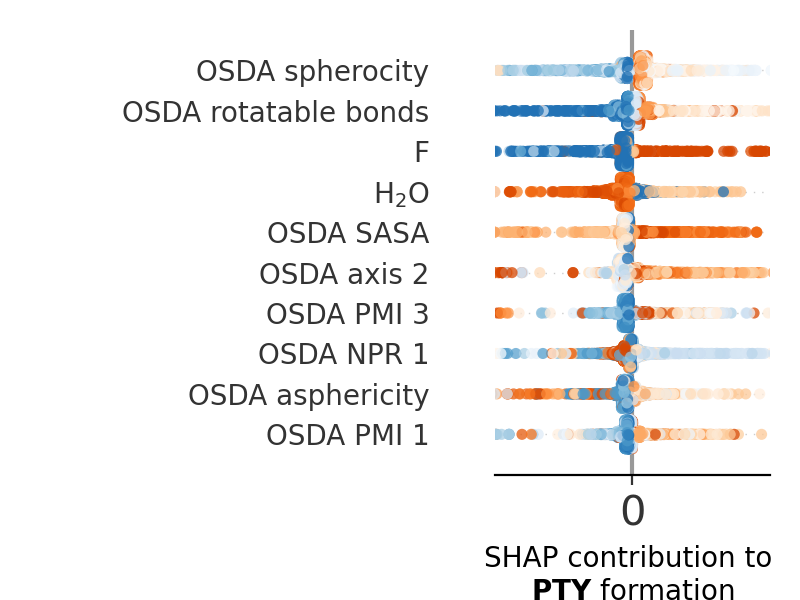 OSDA spherocity
OSDA rotatable bonds
F
H₂O
OSDA SASA
OSDA axis 2
OSDA PMI 3
OSDA NPR 1
OSDA asphericity
OSDA PMI 1
0
SHAP contribution to
PTY formation